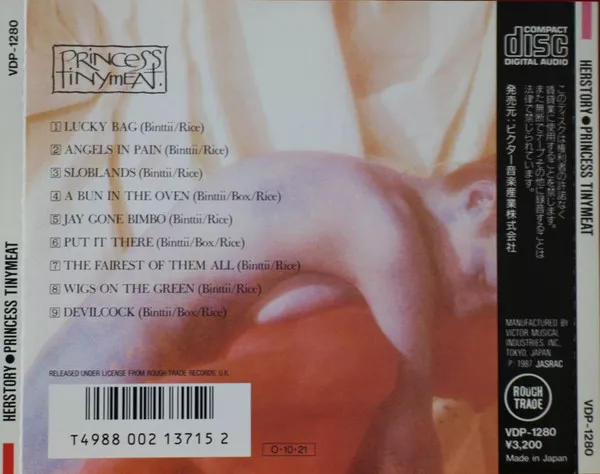 VDP-1280
HERSTORY●PRINCESS TINYMEAT
PRINCESS
TINYMEAT.
1 LUCKY BAG (Binttii/Rice)
2 ANGELS IN PAIN (Binttii/Rice)
3 SLOBLANDS (Binttii/Rice)
4 A BUN IN THE OVEN (Binttii/Box/Rice)
5 JAY GONE BIMBO (Binttii/Rice)
6 PUT IT THERE (Binttii/Box/Rice)
7 THE FAIREST OF THEM ALL (Binttii/Rice)
8 WIGS ON THE GREEN (Binttii/Rice)
9 DEVILCOCK (Binttii/Box/Rice)
RELEASED UNDER LICENSE FROM ROUGH TRADE RECORDS, U.K.
T4988 002 13715 2
O·10·21
COMPACT
disc
DIGITAL AUDIO
このディスクは権利者の許諾なく
賃貸業に使用することを禁じます。
また無断でテープその他に録音することは
法律で禁じられています。
発売元:ビクター音楽産業株式会社
MANUFACTURED BY
VICTOR MUSICAL
INDUSTRIES, INC.,
TOKYO, JAPAN
Ⓟ 1987 JASRAC
ROUGH
TRADE
VDP-1280
¥3,200
Made in Japan
HERSTORY●PRINCESS TINYMEAT
VDP-1280